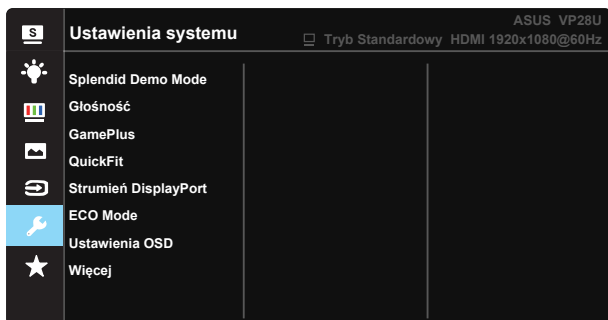 S
Ustawienia systemu
ASUS VP28U
Tryb Standardowy HDMI 1920x1080@60Hz
Splendid Demo Mode
Głośność
GamePlus
QuickFit
Strumień DisplayPort
ECO Mode
Ustawienia OSD
Więcej